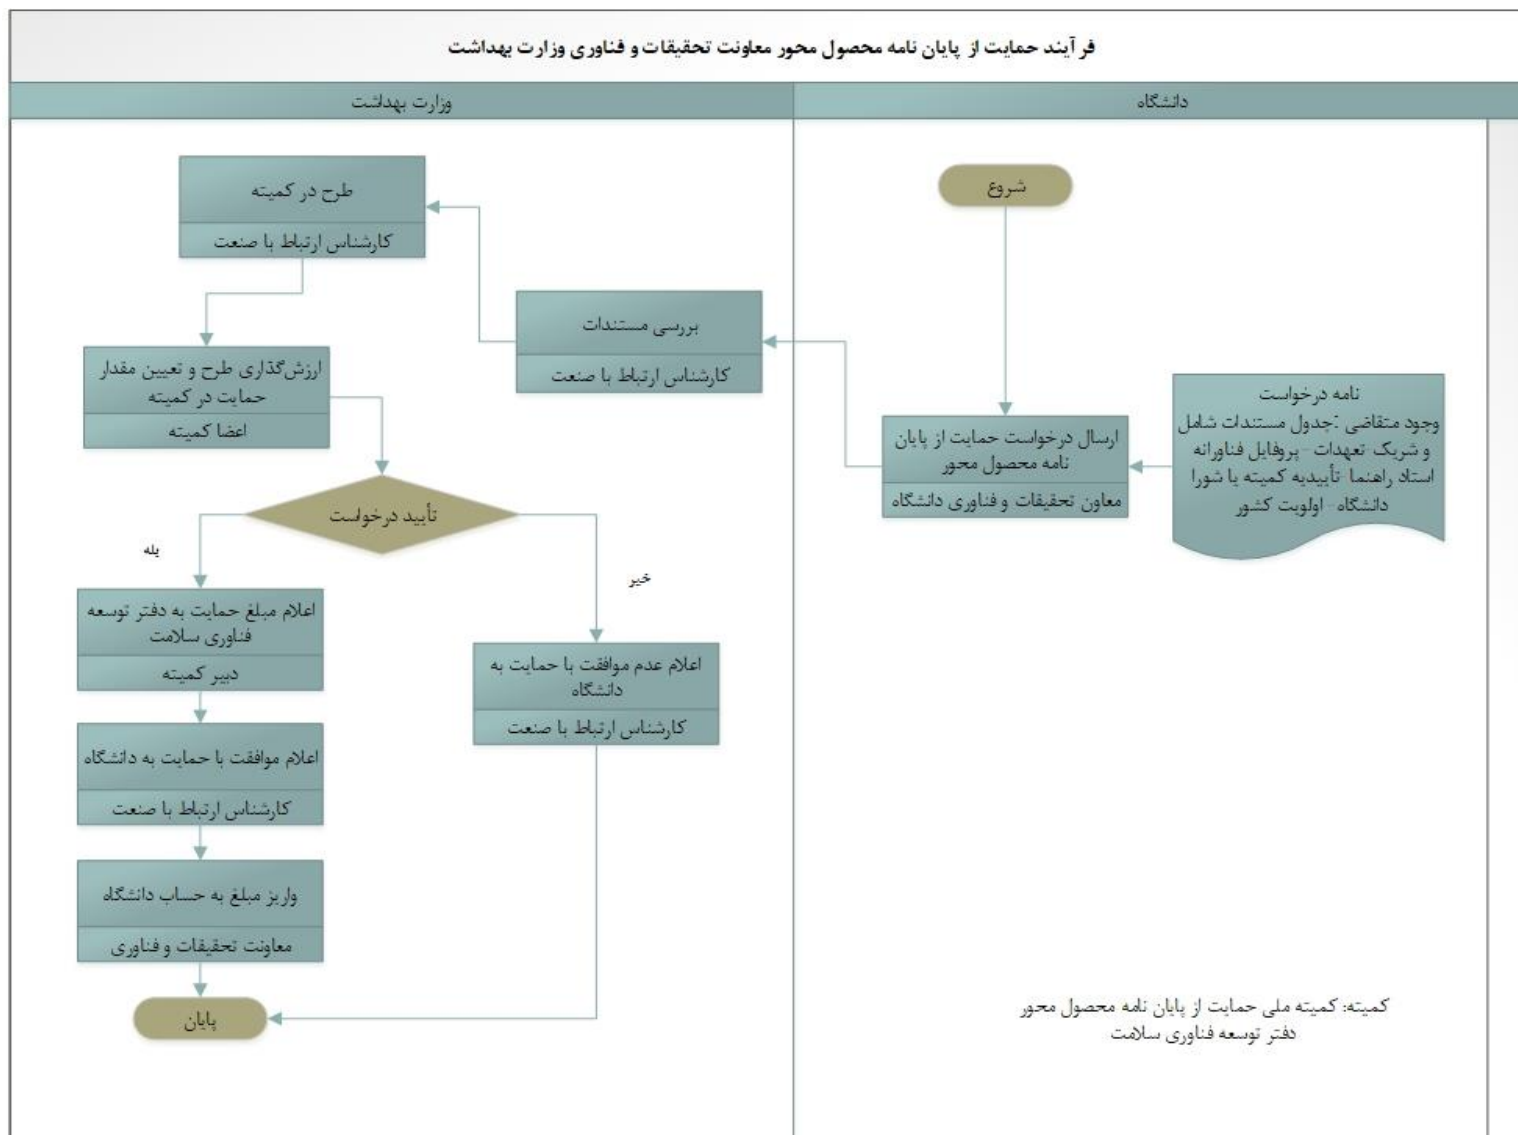 فرآیند حمایت از پایان نامه محصول محور معاونت تحقیقات و فناوری وزارت بهداشت
دانشگاه
وزارت بهداشت
شروع
نامه درخواست
وجود متقاضی :جدول مستندات شامل
و شریک-تعهدات -پروفایل فناورانه
استاد راهنما-تأییدیه کمیته یا شورا
دانشگاه- اولویت کشور
ارسال درخواست حمایت از پایان
نامه محصول محور
معاون تحقیقات و فناوری دانشگاه
بررسی مستندات
کارشناس ارتباط با صنعت
طرح در کمیته
کارشناس ارتباط با صنعت
ارزش‌گذاری طرح و تعیین مقدار
حمایت در کمیته
اعضا کمیته
تأیید درخواست
خیر
بله
اعلام عدم موافقت با حمایت به
دانشگاه
کارشناس ارتباط با صنعت
اعلام مبلغ حمایت به دفتر توسعه
فناوری سلامت
دبیر کمیته
اعلام موافقت با حمایت به دانشگاه
کارشناس ارتباط با صنعت
واریز مبلغ به حساب دانشگاه
معاونت تحقیقات و فناوری
پایان
کمیته: کمیته ملی حمایت از پایان نامه محصول محور
دفتر توسعه فناوری سلامت